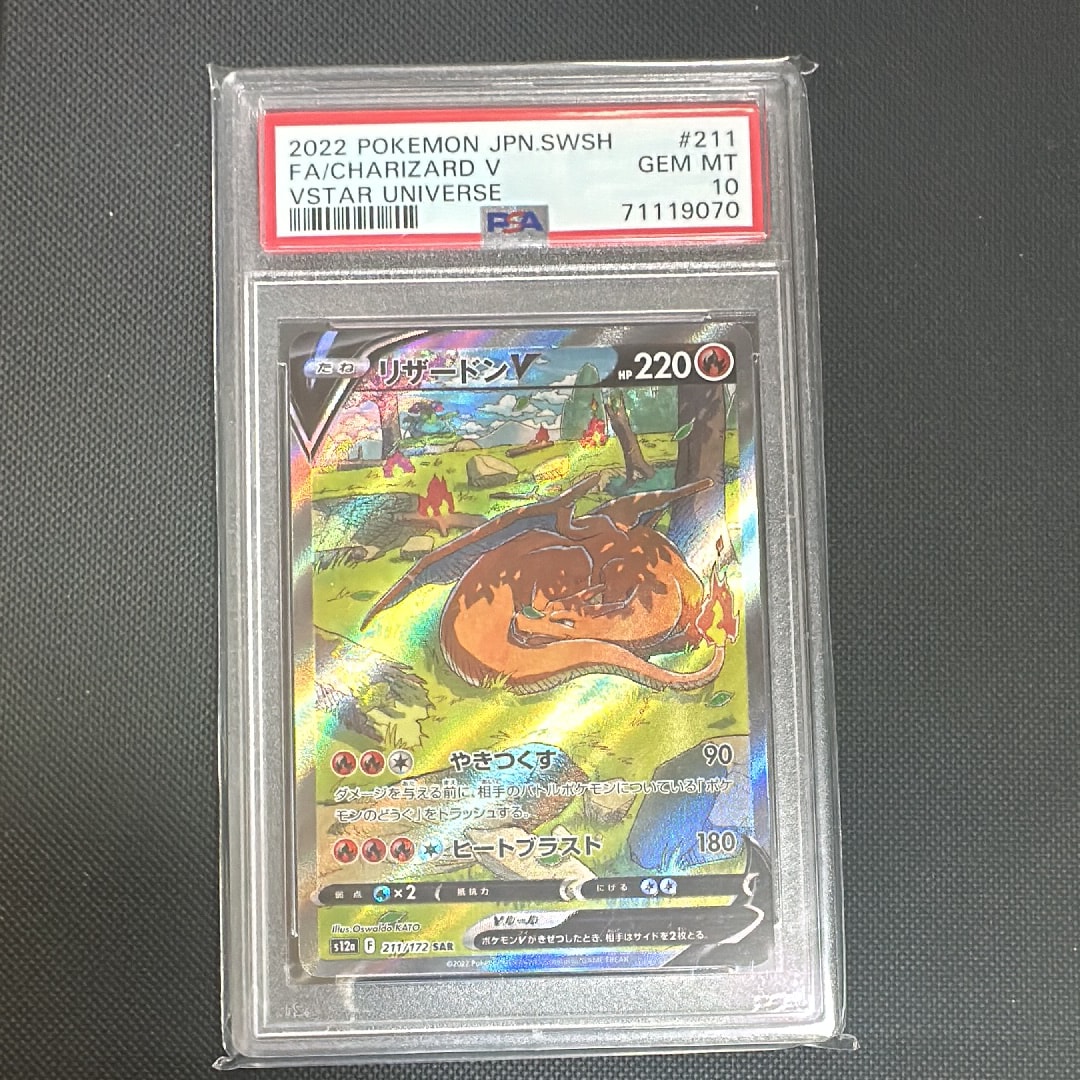 2022 POKEMON JPN.SWSH #211
FA/CHARIZARD V GEM MT
VSTAR UNIVERSE 10
PSA 71119070
たね リザードンV HP220
やきつくす 90
ダメージを与える前に、相手のバトルポケモンについている「ポケ
モンのどうぐ」をトラッシュする。
ヒートブラスト 180
弱点 ×2 抵抗力 にげる
Illus.Oswaldo KATO
Vルール
ポケモンVがきぜつしたとき、相手はサイドを2枚とる。
s12a F 211/172 SAR
©2022